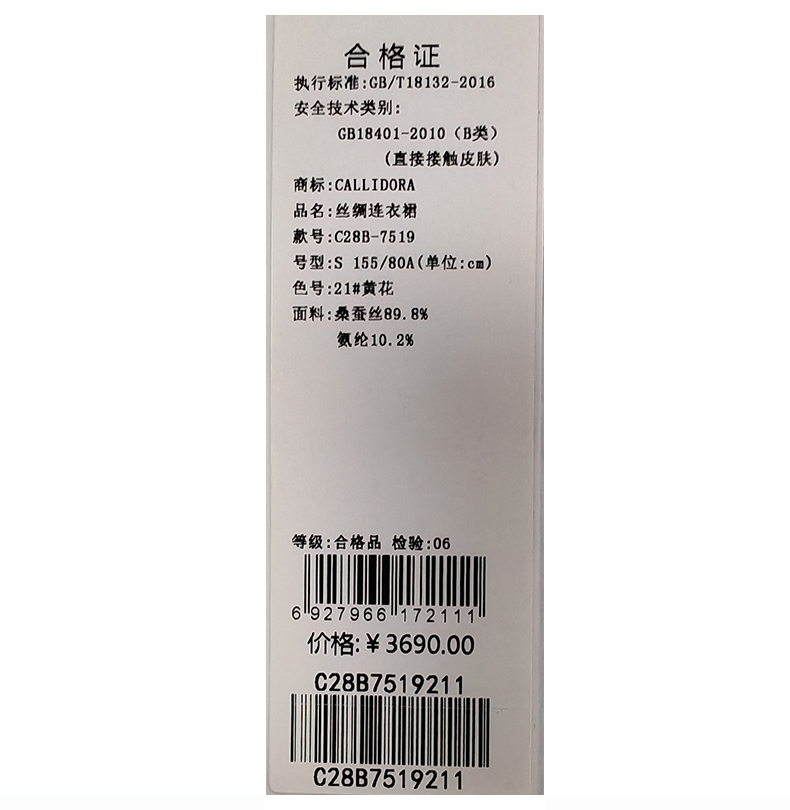 合格证
执行标准:GB/T18132-2016
安全技术类别:
GB18401-2010（B类）
(直接接触皮肤)
商标:CALLIDORA
品名:丝绸连衣裙
款号:C28B-7519
号型:S 155/80A(单位:cm)
色号:21#黄花
面料:桑蚕丝89.8%
氨纶10.2%
等级:合格品 检验:06
6 927966 172111
价格:￥3690.00
C28B7519211
C28B7519211